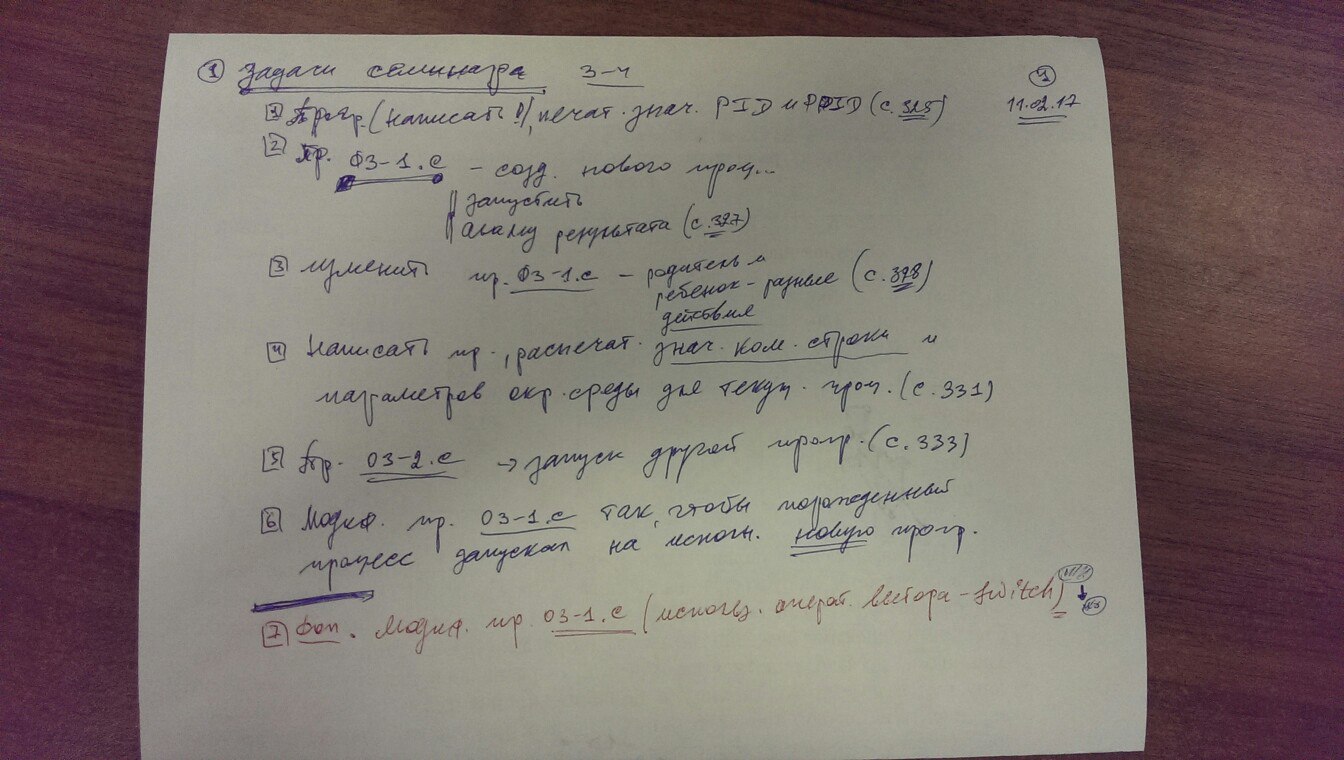 ① Задачи семинара 3-4
④
11.02.17
1 Прогр. (написать!), печат. знач. PID и PPID (с. 325)
2 Пр. 03-1.с - созд. нового проц...
запустить
анализ результата (с. 327)
3 Изменить пр. 03-1.с - родитель и
ребенок - разные (с. 328)
действия
4 Написать пр., распечат. знач. ком. строки и
параметров окр. среды для текущ. проц. (с. 331)
5 Пр. 03-2.с → запуск другой прогр. (с. 333)
6 Модиф. пр. 03-1.с так, чтобы порожденный
процесс запускал на исполн. новую прогр.
7 Доп. Модиф. пр. 03-1.с (использ. операт. выбора - switch)